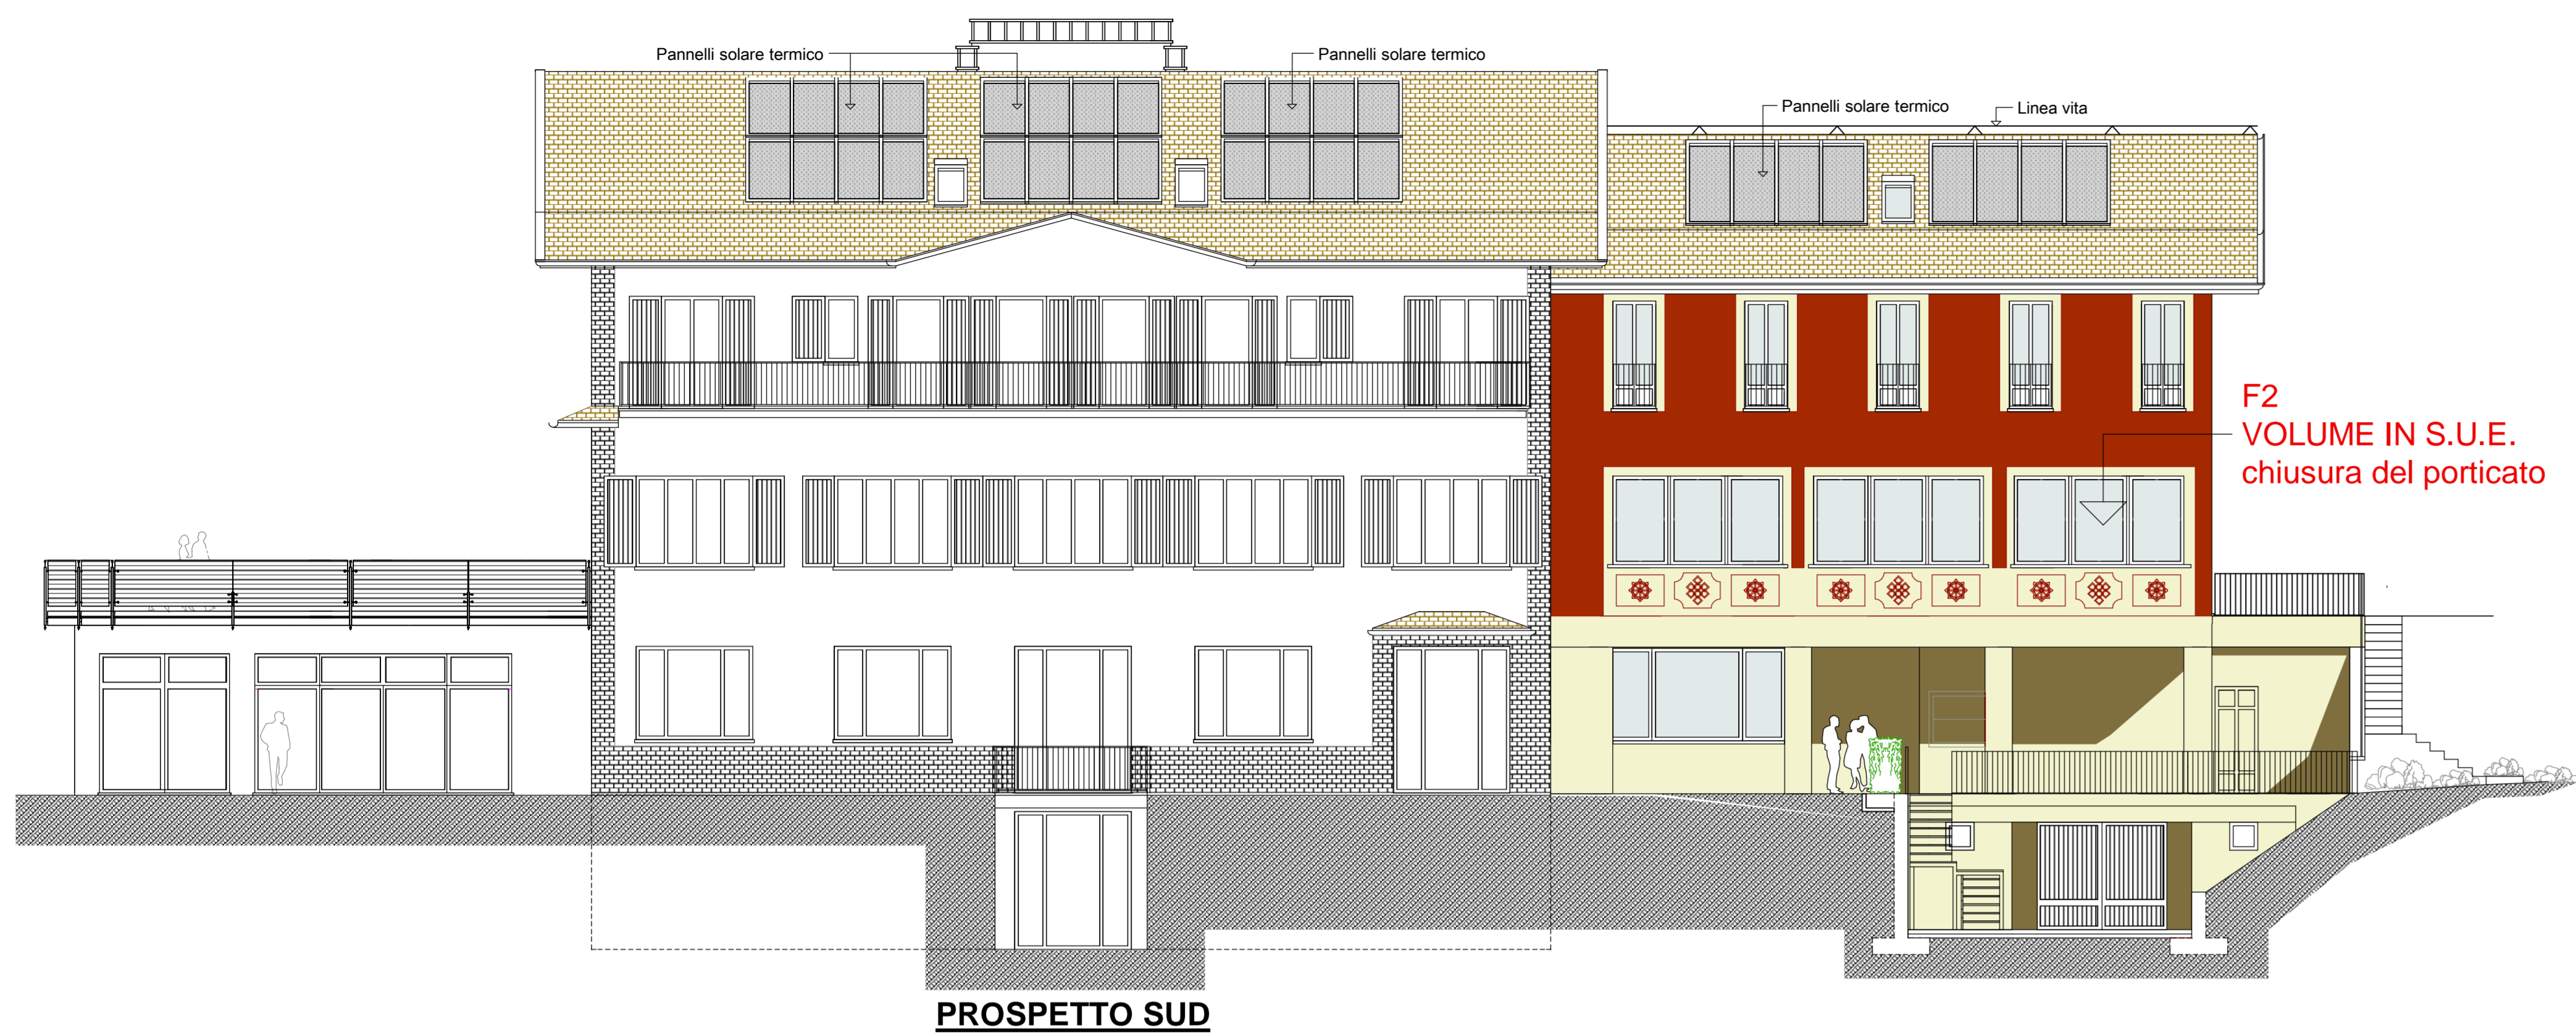 Pannelli solare termico
Pannelli solare termico
Pannelli solare termico
Linea vita
F2
VOLUME IN S.U.E.
chiusura del porticato
PROSPETTO SUD